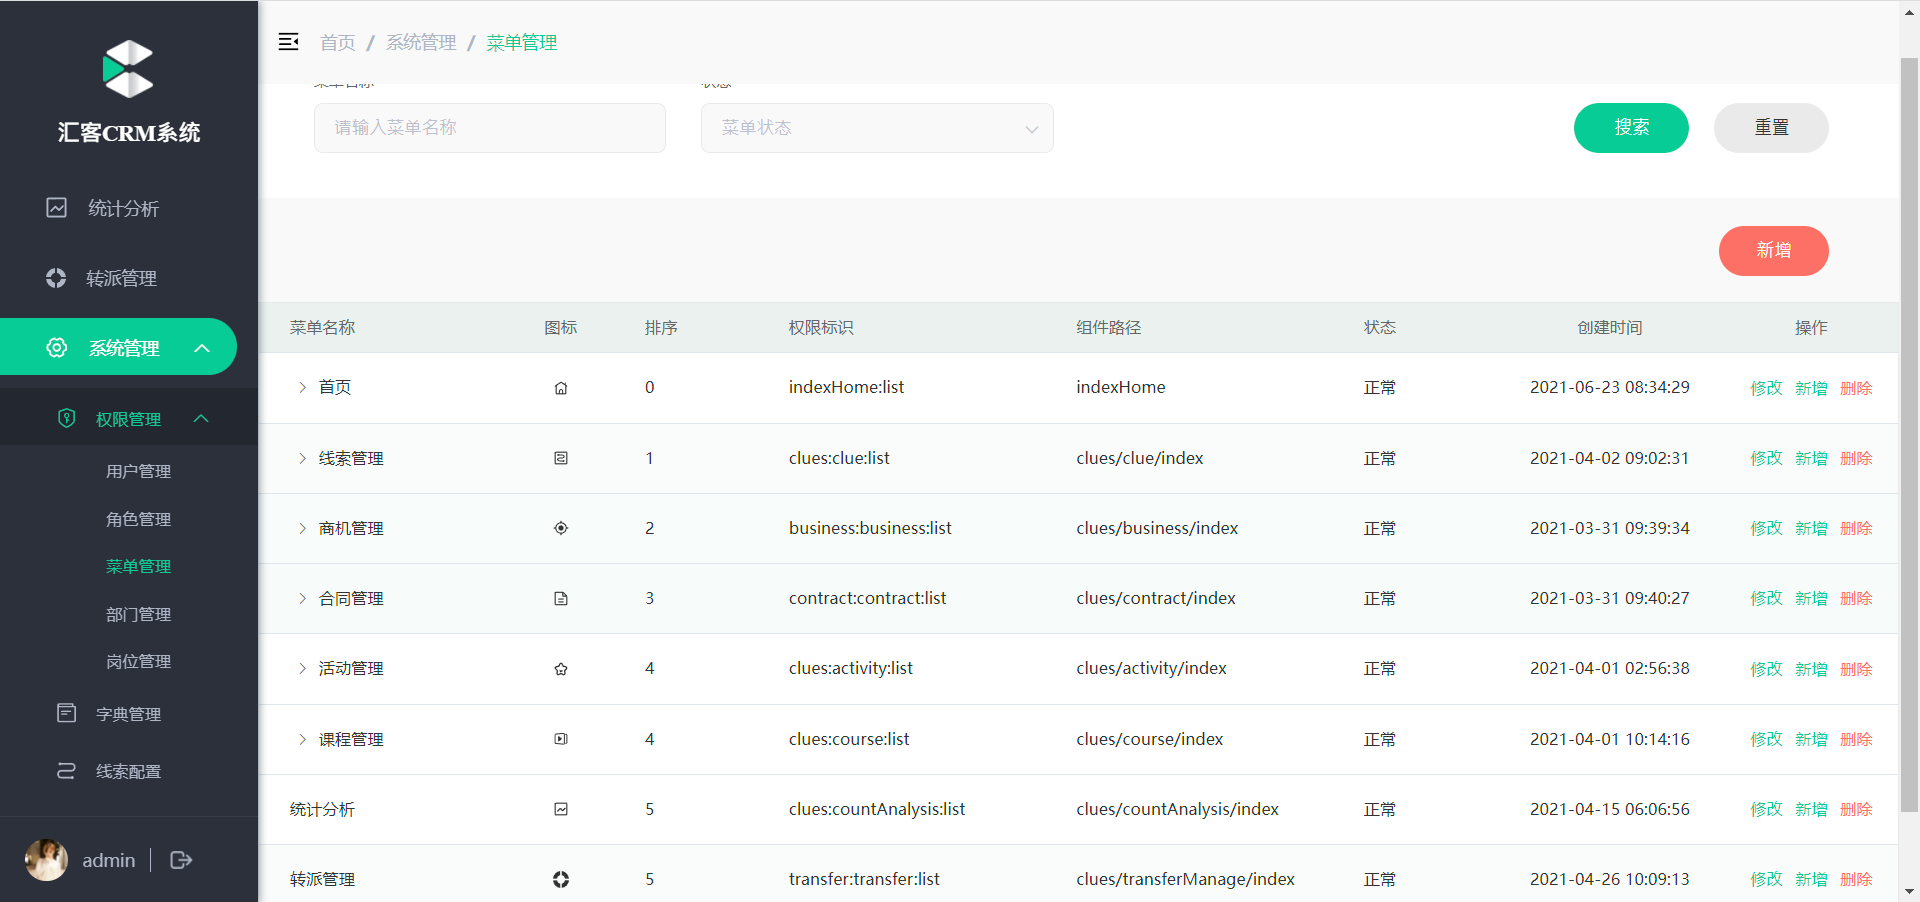 汇客CRM系统
统计分析
转派管理
系统管理
权限管理
用户管理
角色管理
菜单管理
部门管理
岗位管理
字典管理
线索配置
admin
首页 / 系统管理 / 菜单管理
菜单名称 状态
请输入菜单名称 菜单状态 搜索 重置
新增
菜单名称 图标 排序 权限标识 组件路径 状态 创建时间 操作
首页 0 indexHome:list indexHome 正常 2021-06-23 08:34:29 修改 新增 删除
线索管理 1 clues:clue:list clues/clue/index 正常 2021-04-02 09:02:31 修改 新增 删除
商机管理 2 business:business:list clues/business/index 正常 2021-03-31 09:39:34 修改 新增 删除
合同管理 3 contract:contract:list clues/contract/index 正常 2021-03-31 09:40:27 修改 新增 删除
活动管理 4 clues:activity:list clues/activity/index 正常 2021-04-01 02:56:38 修改 新增 删除
课程管理 4 clues:course:list clues/course/index 正常 2021-04-01 10:14:16 修改 新增 删除
统计分析 5 clues:countAnalysis:list clues/countAnalysis/index 正常 2021-04-15 06:06:56 修改 新增 删除
转派管理 5 transfer:transfer:list clues/transferManage/index 正常 2021-04-26 10:09:13 修改 新增 删除